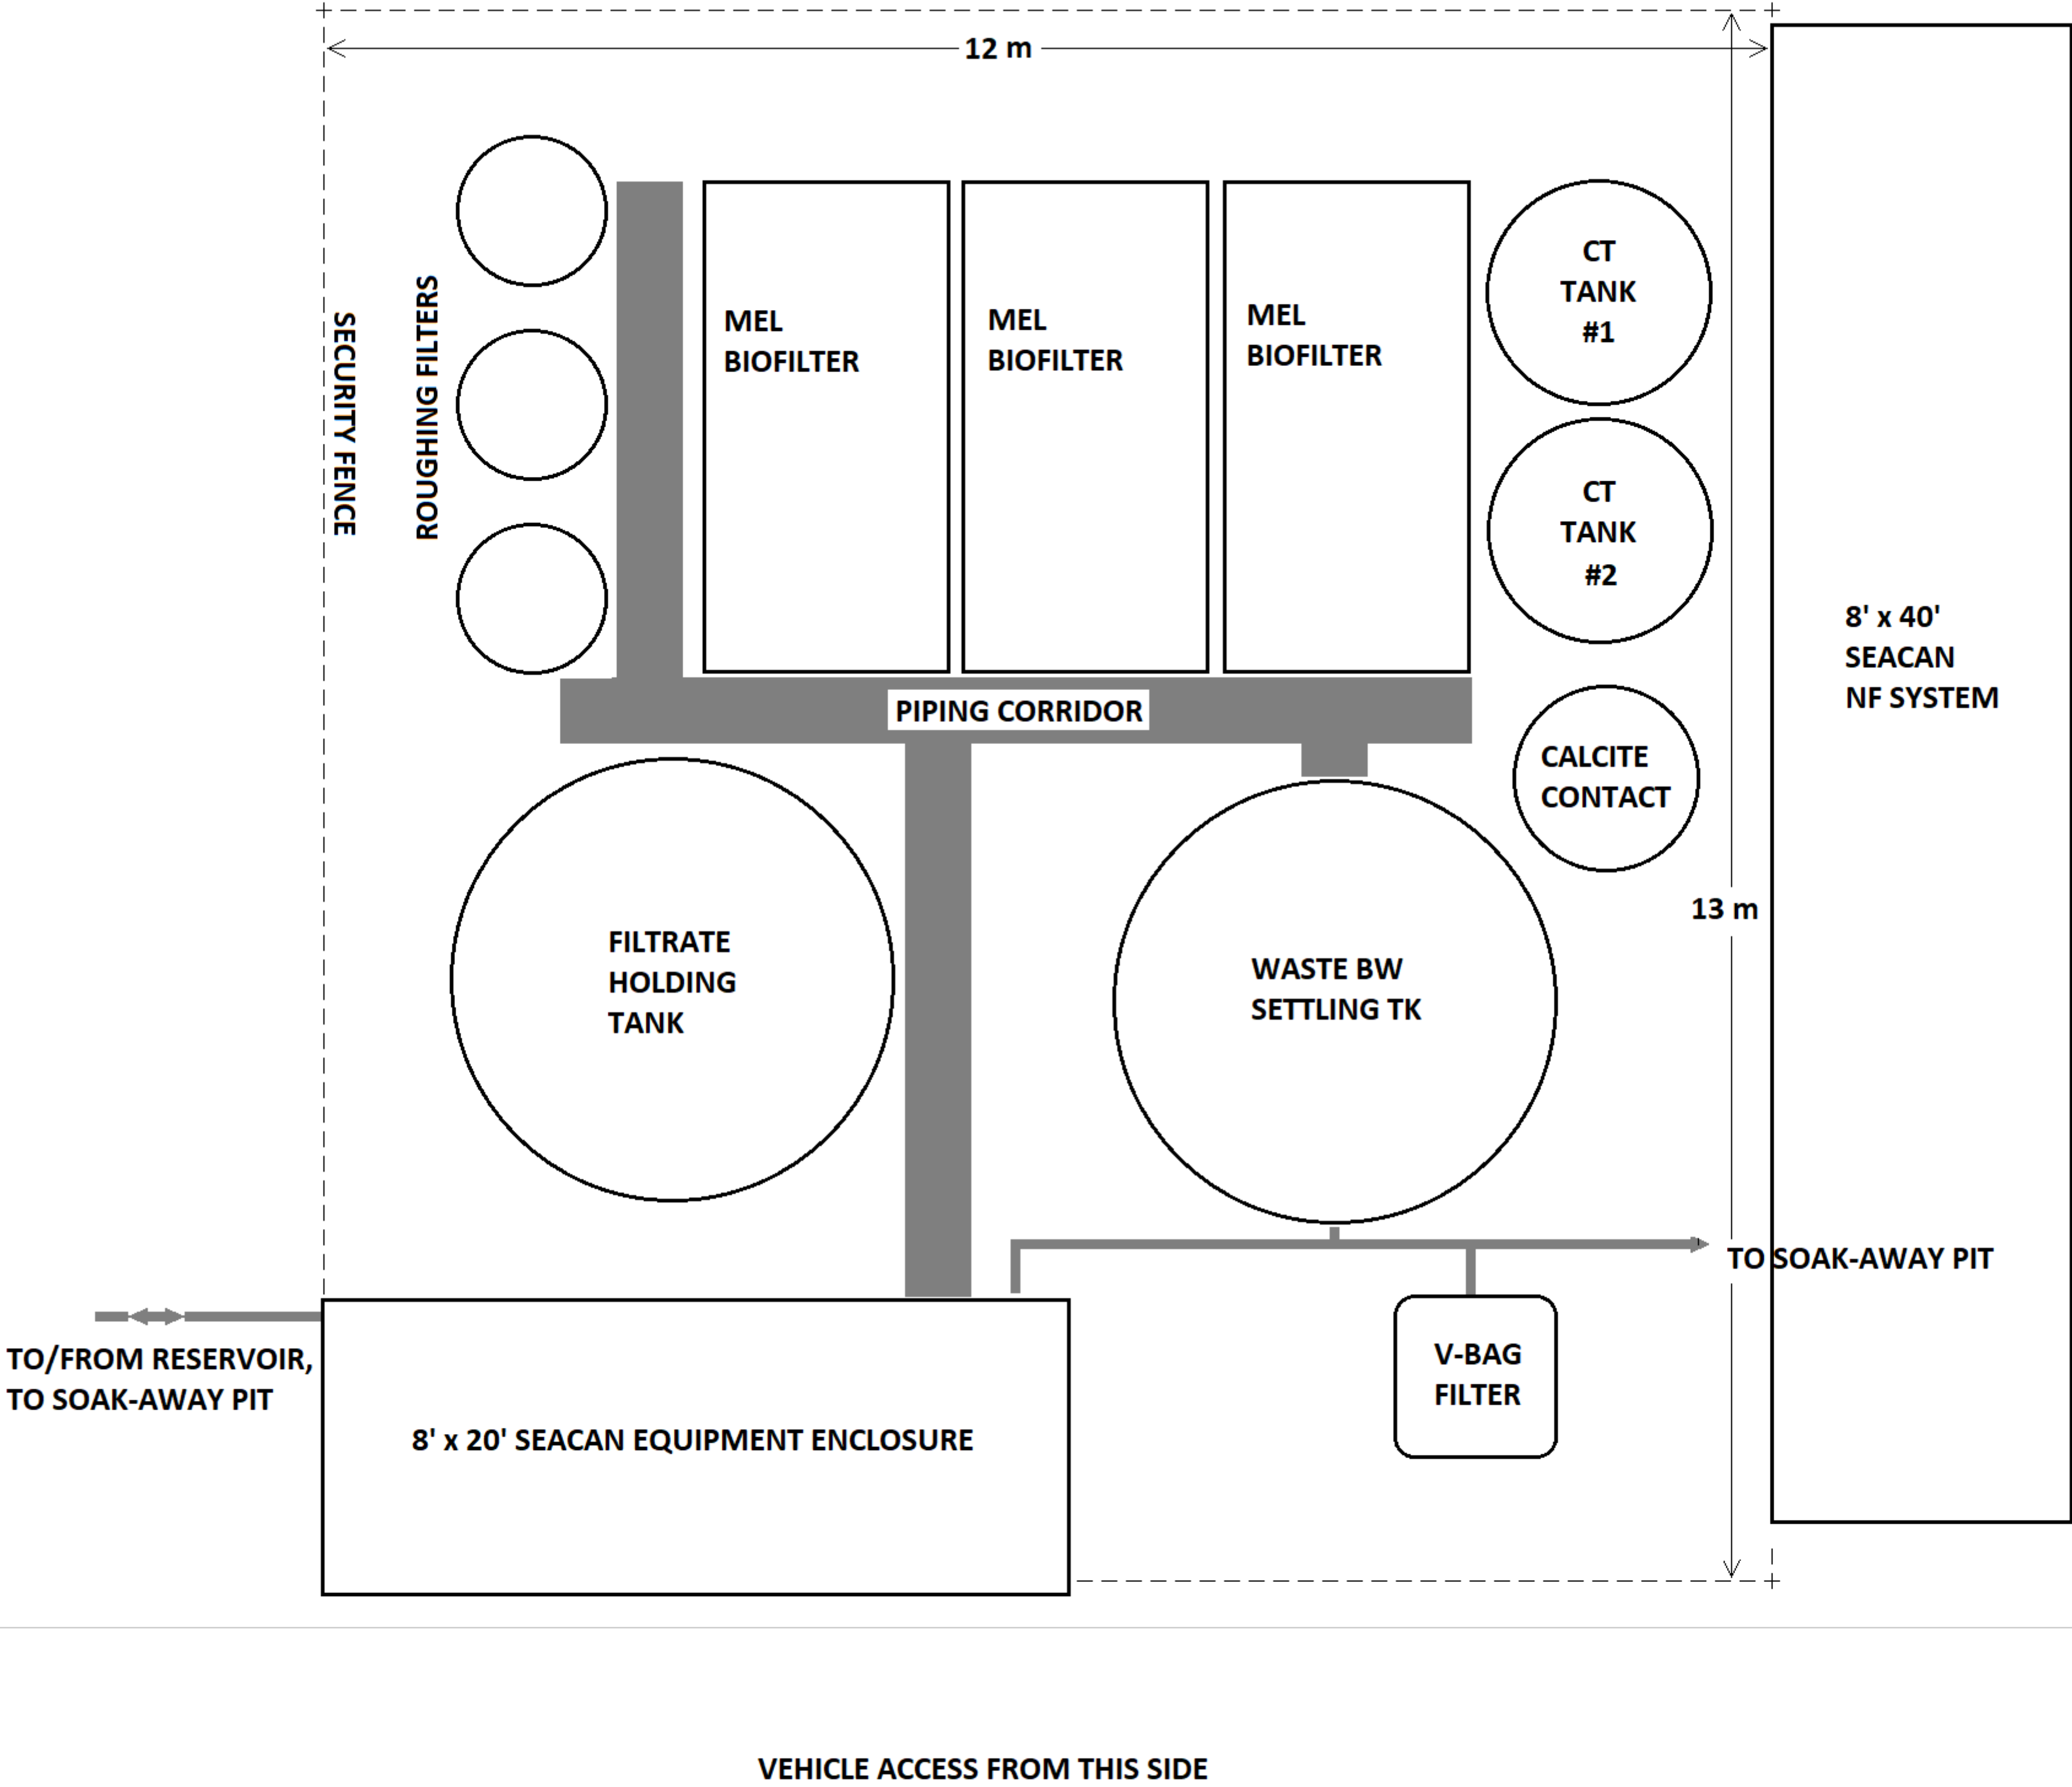 12 m
SECURITY FENCE
ROUGHING FILTERS
MEL
BIOFILTER
MEL
BIOFILTER
MEL
BIOFILTER
CT
TANK
#1
CT
TANK
#2
8' x 40'
SEACAN
NF SYSTEM
PIPING CORRIDOR
CALCITE
CONTACT
13 m
FILTRATE
HOLDING
TANK
WASTE BW
SETTLING TK
TO SOAK-AWAY PIT
TO/FROM RESERVOIR,
TO SOAK-AWAY PIT
V-BAG
FILTER
8' x 20' SEACAN EQUIPMENT ENCLOSURE
VEHICLE ACCESS FROM THIS SIDE